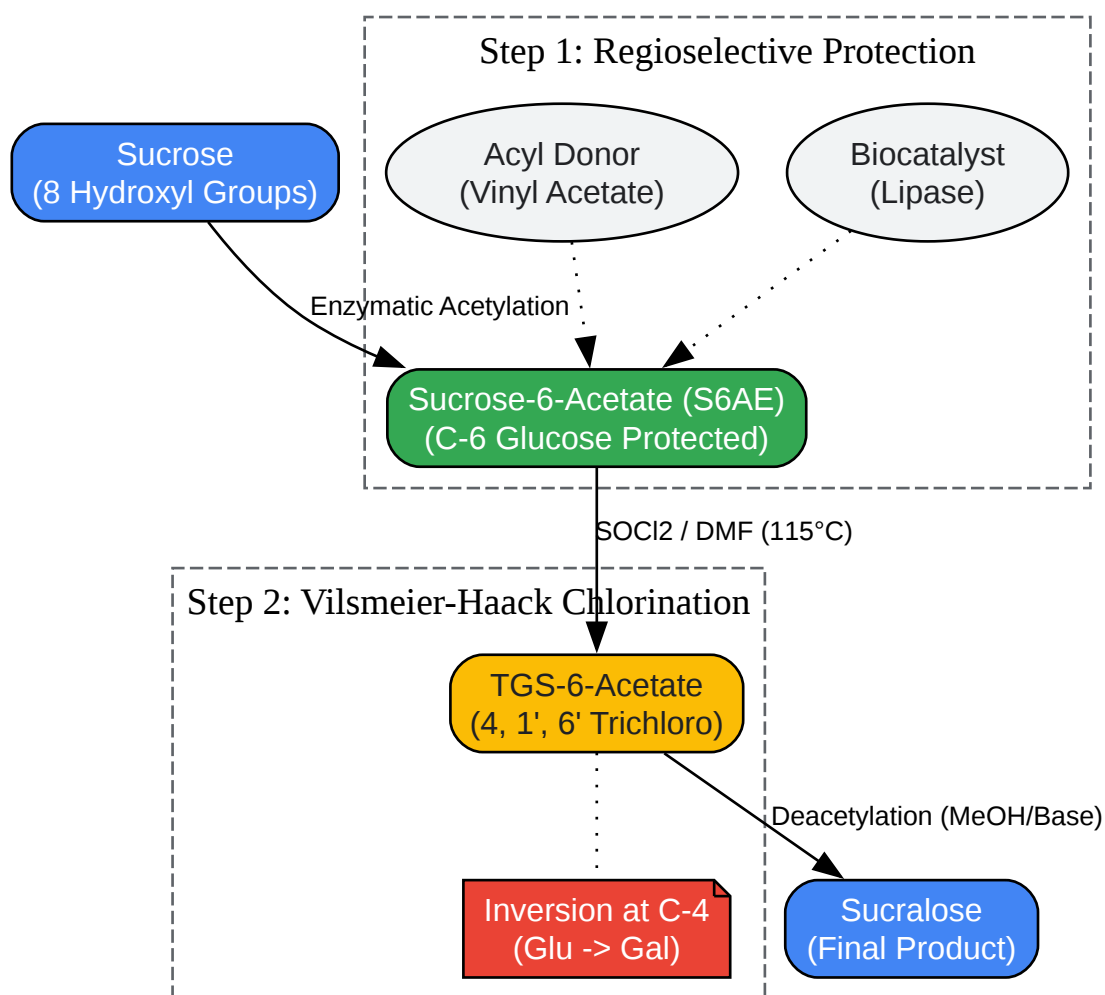 Step 1: Regioselective Protection
Sucrose
(8 Hydroxyl Groups)
Acyl Donor
(Vinyl Acetate)
Biocatalyst
(Lipase)
Enzymatic Acetylation
Sucrose-6-Acetate (S6AE)
(C-6 Glucose Protected)
SOCl2 / DMF (115°C)
Step 2: Vilsmeier-Haack Chlorination
TGS-6-Acetate
(4, 1', 6' Trichloro)
Deacetylation (MeOH/Base)
Inversion at C-4
(Glu -> Gal)
Sucralose
(Final Product)